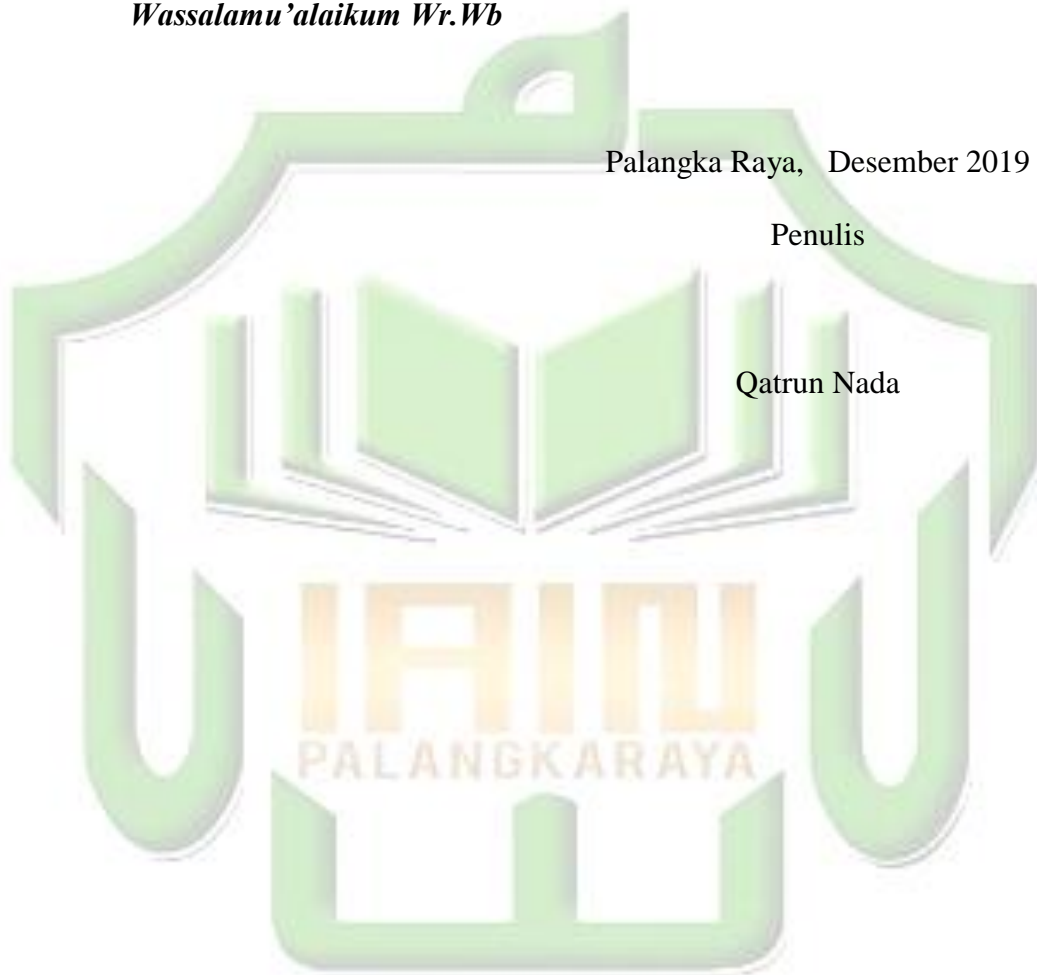 Wassalamu’alaikum Wr.Wb
Palangka Raya,   Desember 2019
Penulis
Qatrun Nada
IAIN
PALANGKARAYA